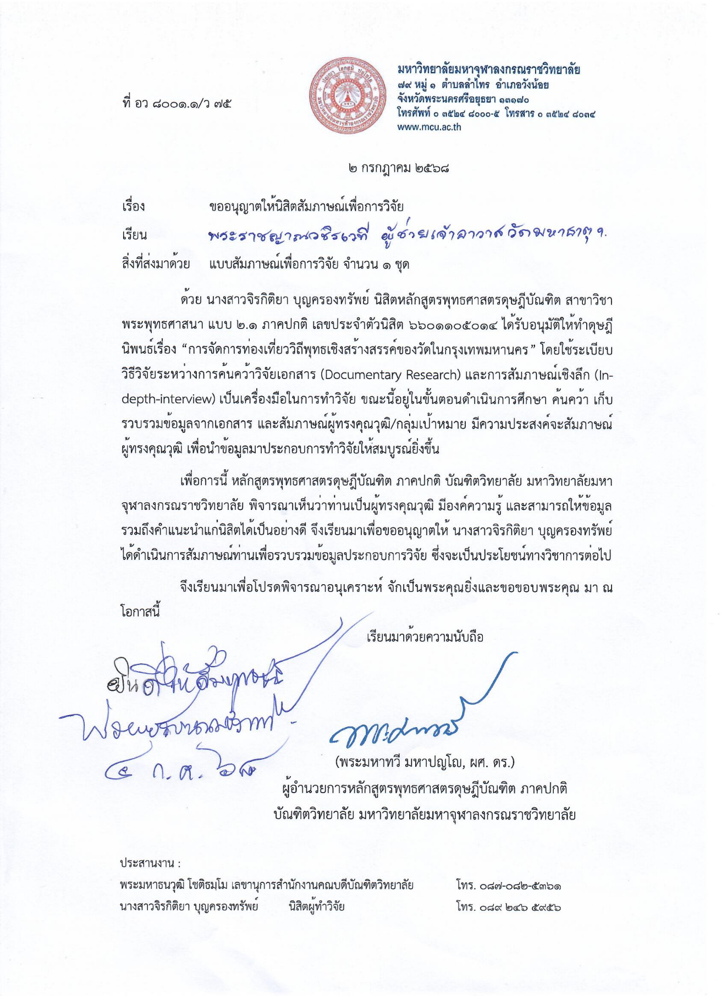 ปญฺญา โลกสฺมิ ปชฺโชโต
มหาวิทยาลัยมหาจุฬาลงกรณราชวิทยาลัย
มหาวิทยาลัยมหาจุฬาลงกรณราชวิทยาลัย
๗๙ หมู่ ๑ ตำบลลำไทร อำเภอวังน้อย
จังหวัดพระนครศรีอยุธยา ๑๓๑๗๐
โทรศัพท์ ๐ ๓๕๒๔ ๘๐๐๐-๕ โทรสาร ๐ ๓๕๒๔ ๘๐๓๔
www.mcu.ac.th
ที่ อว ๘๐๐๑.๑/ว ๗๕
๒ กรกฎาคม ๒๕๖๘
เรื่อง ขออนุญาตให้นิสิตสัมภาษณ์เพื่อการวิจัย
เรียน พระราชญาณวชิรเวที ผู้ช่วยเจ้าอาวาสวัดมหาธาตุ ฯ.
สิ่งที่ส่งมาด้วย แบบสัมภาษณ์เพื่อการวิจัย จำนวน ๑ ชุด
ด้วย นางสาวจิรกิติยา บุญครองทรัพย์ นิสิตหลักสูตรพุทธศาสตรดุษฎีบัณฑิต สาขาวิชา
พระพุทธศาสนา แบบ ๒.๑ ภาคปกติ เลขประจำตัวนิสิต ๖๖๐๑๑๐๕๐๑๔ ได้รับอนุมัติให้ทำดุษฎี
นิพนธ์เรื่อง “การจัดการท่องเที่ยววิถีพุทธเชิงสร้างสรรค์ของวัดในกรุงเทพมหานคร” โดยใช้ระเบียบ
วิธีวิจัยระหว่างการค้นคว้าวิจัยเอกสาร (Documentary Research) และการสัมภาษณ์เชิงลึก (In-
depth-interview) เป็นเครื่องมือในการทำวิจัย ขณะนี้อยู่ในขั้นตอนดำเนินการศึกษา ค้นคว้า เก็บ
รวบรวมข้อมูลจากเอกสาร และสัมภาษณ์ผู้ทรงคุณวุฒิ/กลุ่มเป้าหมาย มีความประสงค์จะสัมภาษณ์
ผู้ทรงคุณวุฒิ เพื่อนำข้อมูลมาประกอบการทำวิจัยให้สมบูรณ์ยิ่งขึ้น
เพื่อการนี้ หลักสูตรพุทธศาสตรดุษฎีบัณฑิต ภาคปกติ บัณฑิตวิทยาลัย มหาวิทยาลัยมหา
จุฬาลงกรณราชวิทยาลัย พิจารณาเห็นว่าท่านเป็นผู้ทรงคุณวุฒิ มีองค์ความรู้ และสามารถให้ข้อมูล
รวมถึงคำแนะนำแก่นิสิตได้เป็นอย่างดี จึงเรียนมาเพื่อขออนุญาตให้ นางสาวจิรกิติยา บุญครองทรัพย์
ได้ดำเนินการสัมภาษณ์ท่านเพื่อรวบรวมข้อมูลประกอบการวิจัย ซึ่งจะเป็นประโยชน์ทางวิชาการต่อไป
จึงเรียนมาเพื่อโปรดพิจารณาอนุเคราะห์ จักเป็นพระคุณยิ่งและขอขอบพระคุณ มา ณ
โอกาสนี้
เรียนมาด้วยความนับถือ
ยินดีให้สัมภาษณ์
๔ ก.ค. ๖๘
(พระมหาทวี มหาปญฺโญ, ผศ. ดร.)
ผู้อำนวยการหลักสูตรพุทธศาสตรดุษฎีบัณฑิต ภาคปกติ
บัณฑิตวิทยาลัย มหาวิทยาลัยมหาจุฬาลงกรณราชวิทยาลัย
ประสานงาน :
พระมหาธนวุฒิ โชติธมฺโม เลขานุการสำนักงานคณบดีบัณฑิตวิทยาลัย โทร. ๐๘๗-๐๘๒-๕๓๖๑
นางสาวจิรกิติยา บุญครองทรัพย์ นิสิตผู้ทำวิจัย โทร. ๐๘๙ ๒๔๖ ๕๙๕๖